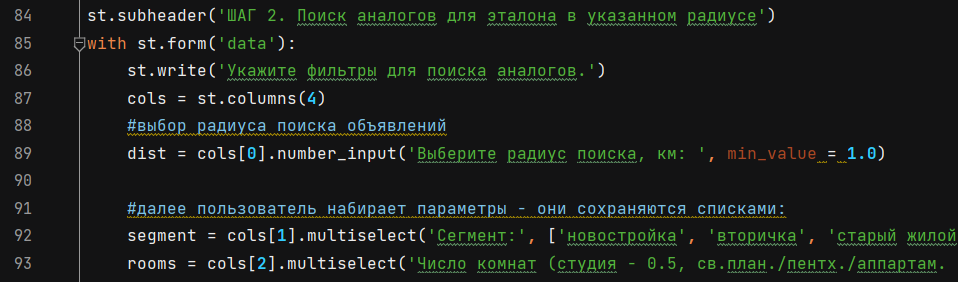 84 st.subheader('ШАГ 2. Поиск аналогов для эталона в указанном радиусе')
85 with st.form('data'):
86 st.write('Укажите фильтры для поиска аналогов.')
87 cols = st.columns(4)
88 #выбор радиуса поиска объявлений
89 dist = cols[0].number_input('Выберите радиус поиска, км: ', min_value = 1.0)
90
91 #далее пользователь набирает параметры - они сохраняются списками:
92 segment = cols[1].multiselect('Сегмент:', ['новостройка', 'вторичка', 'старый жилой
93 rooms = cols[2].multiselect('Число комнат (студия - 0.5, св.план./пентх./аппартам.